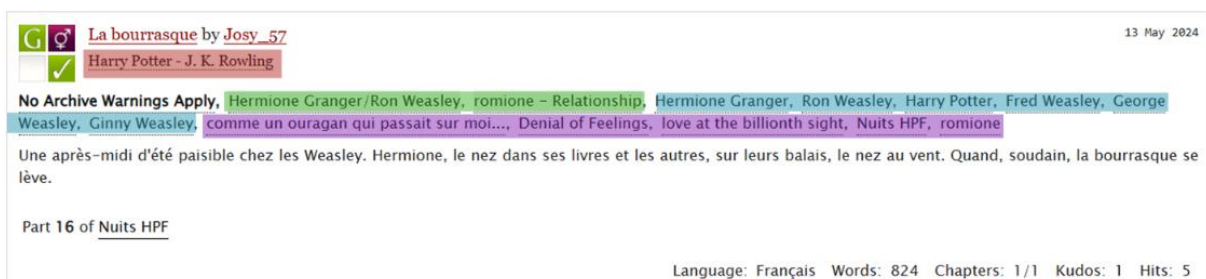 G La bourrasque by Josy_57 13 May 2024
Harry Potter - J. K. Rowling
No Archive Warnings Apply, Hermione Granger/Ron Weasley, romione - Relationship, Hermione Granger, Ron Weasley, Harry Potter, Fred Weasley, George
Weasley, Ginny Weasley, comme un ouragan qui passait sur moi..., Denial of Feelings, love at the billionth sight, Nuits HPF, romione
Une après-midi d'été paisible chez les Weasley. Hermione, le nez dans ses livres et les autres, sur leurs balais, le nez au vent. Quand, soudain, la bourrasque se
lève.
Part 16 of Nuits HPF
Language: Français Words: 824 Chapters: 1/1 Kudos: 1 Hits: 5